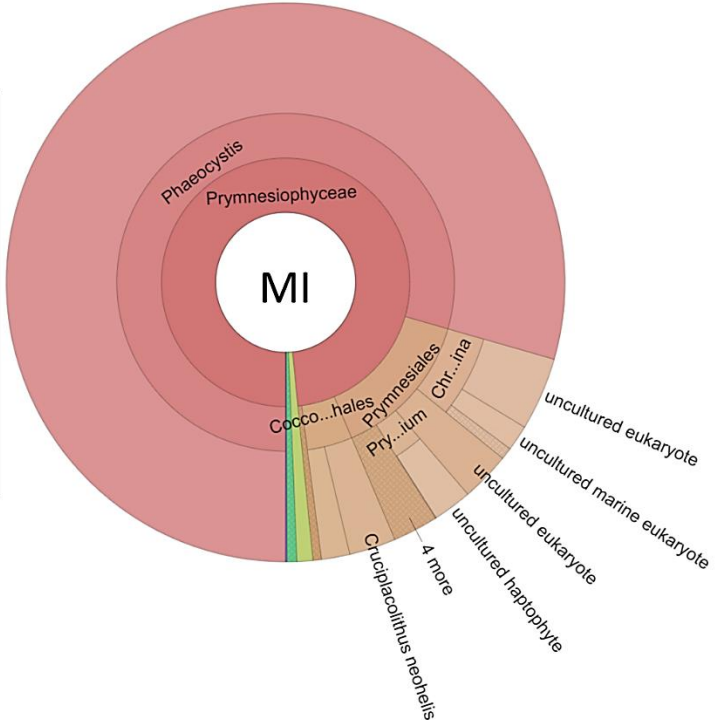 Phaeocystis
Prymnesiophyceae
MI
Chr...ina
Prymnesiales
Cocco...hales
Pry...ium
uncultured eukaryote
uncultured marine eukaryote
uncultured eukaryote
uncultured haptophyte
4 more
Cruciplacolithus neohelis